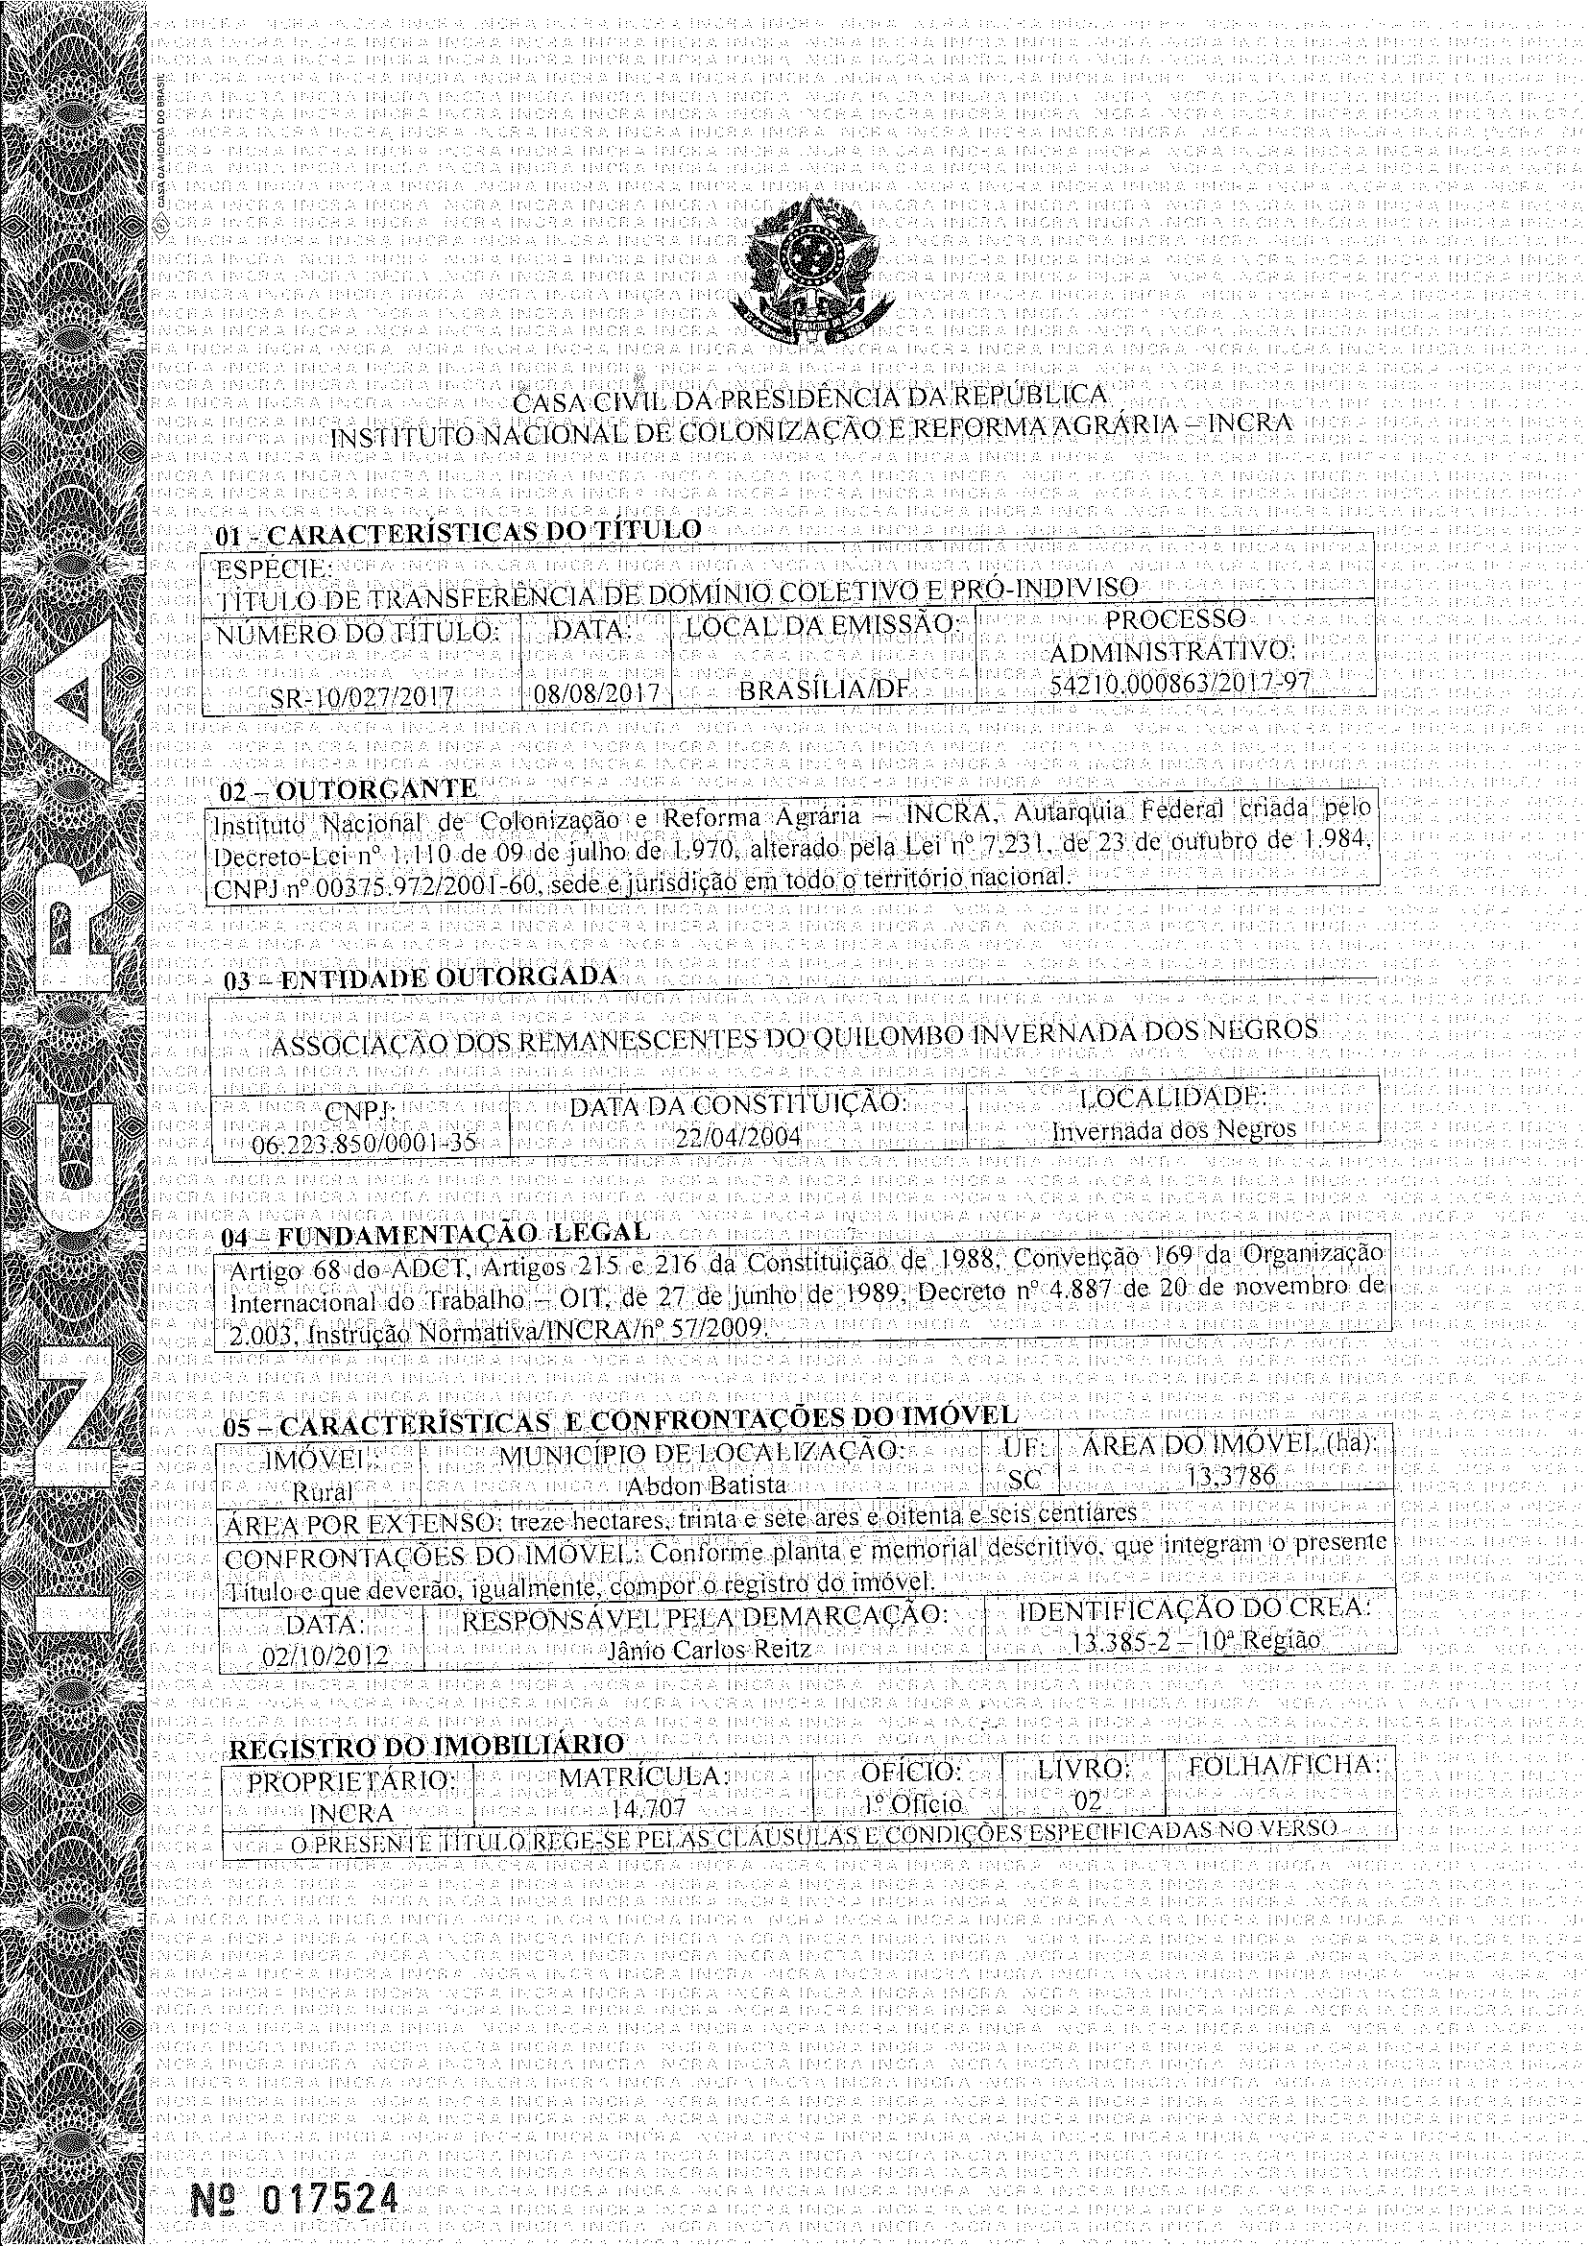 CASA DA MOEDA DO BRASIL
INCRA
CASA CIVIL DA PRESIDÊNCIA DA REPÚBLICA
INSTITUTO NACIONAL DE COLONIZAÇÃO E REFORMA AGRÁRIA – INCRA
01 - CARACTERÍSTICAS DO TÍTULO
ESPÉCIE:
TÍTULO DE TRANSFERÊNCIA DE DOMÍNIO COLETIVO E PRÓ-INDIVISO
NÚMERO DO TÍTULO: DATA: LOCAL DA EMISSÃO: PROCESSO
ADMINISTRATIVO:
SR-10/027/2017 08/08/2017 BRASÍLIA/DF 54210.000863/2017-97
02 – OUTORGANTE
Instituto Nacional de Colonização e Reforma Agrária – INCRA, Autarquia Federal criada pelo
Decreto-Lei nº 1.110 de 09 de julho de 1.970, alterado pela Lei nº 7.231, de 23 de outubro de 1.984,
CNPJ nº 00375.972/2001-60, sede e jurisdição em todo o território nacional.
03 – ENTIDADE OUTORGADA
ASSOCIAÇÃO DOS REMANESCENTES DO QUILOMBO INVERNADA DOS NEGROS
CNPJ: DATA DA CONSTITUIÇÃO: LOCALIDADE:
06.223.850/0001-35 22/04/2004 Invernada dos Negros
04 – FUNDAMENTAÇÃO LEGAL
Artigo 68 do ADCT, Artigos 215 e 216 da Constituição de 1988, Convenção 169 da Organização
Internacional do Trabalho – OIT, de 27 de junho de 1989, Decreto nº 4.887 de 20 de novembro de
2.003, Instrução Normativa/INCRA/nº 57/2009.
05 – CARACTERÍSTICAS E CONFRONTAÇÕES DO IMÓVEL
IMÓVEL: MUNICÍPIO DE LOCALIZAÇÃO: UF: ÁREA DO IMÓVEL (ha):
Rural Abdon Batista SC 13,3786
ÁREA POR EXTENSO: treze hectares, trinta e sete ares e oitenta e seis centiares
CONFRONTAÇÕES DO IMÓVEL: Conforme planta e memorial descritivo, que integram o presente
Título e que deverão, igualmente, compor o registro do imóvel.
DATA: RESPONSÁVEL PELA DEMARCAÇÃO: IDENTIFICAÇÃO DO CREA:
02/10/2012 Jânio Carlos Reitz 13.385-2 – 10ª Região
REGISTRO DO IMOBILIÁRIO
PROPRIETÁRIO: MATRÍCULA: OFÍCIO: LIVRO: FOLHA/FICHA:
INCRA 14.707 1º Ofício 02
O PRESENTE TÍTULO REGE-SE PELAS CLÁUSULAS E CONDIÇÕES ESPECIFICADAS NO VERSO
Nº 017524